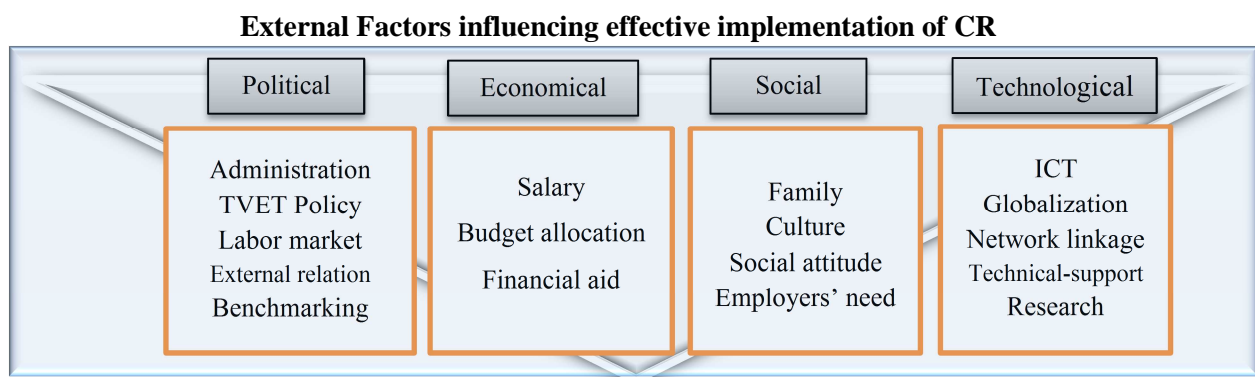 External Factors influencing effective implementation of CR
Political
Administration
TVET Policy
Labor market
External relation
Benchmarking
Economical
Salary
Budget allocation
Financial aid
Social
Family
Culture
Social attitude
Employers’ need
Technological
ICT
Globalization
Network linkage
Technical-support
Research